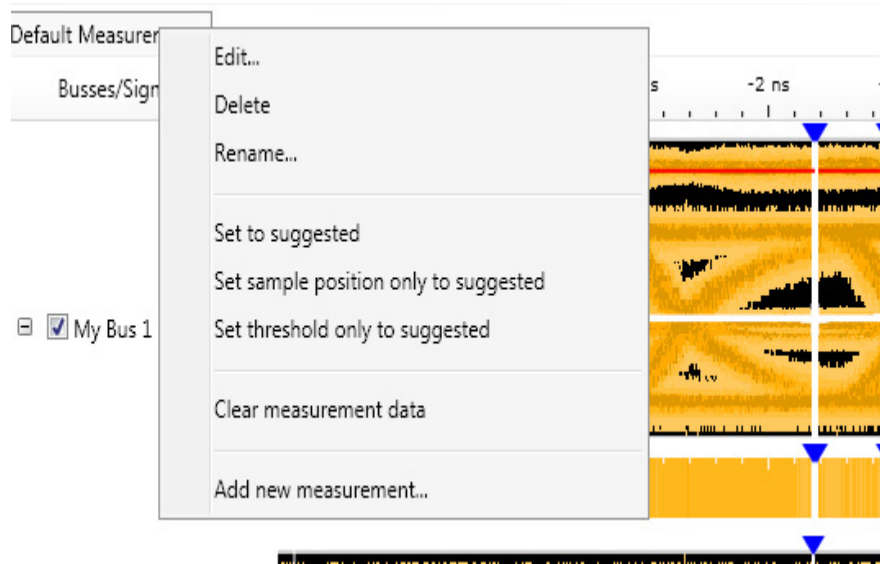 Default Measurer
Busses/Sign
s -2 ns
Edit...
Delete
Rename...
Set to suggested
Set sample position only to suggested
My Bus 1
Set threshold only to suggested
Clear measurement data
Add new measurement...